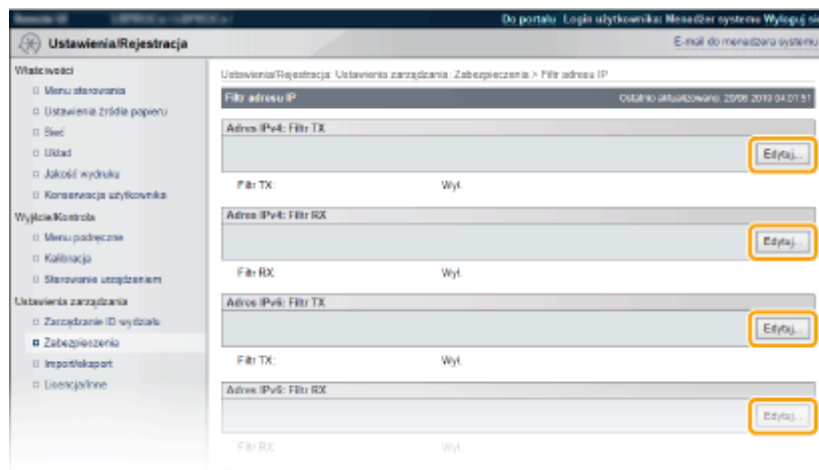 Do portalu Login użytkownika: Menedżer systemu Wyloguj się
Ustawienia/Rejestracja
E-mail do menedżera systemu
Właściwości
Menu sterowania
Ustawienia źródła papieru
Sieć
Układ
Jakość wydruku
Konserwacja użytkownika
Wyjście/Kontrola
Menu podręczne
Kalibracja
Sterowanie urządzeniem
Ustawienia zarządzania
Zarządzanie ID wydziału
Zabezpieczenia
Import/eksport
Licencja/Inne
Ustawienia/Rejestracja: Ustawienia zarządzania: Zabezpieczenia > Filtr adresu IP
Filtr adresu IP
Ostatnio aktualizowano: 28/06 2010 04:01:51
Adres IPv4: Filtr TX
Edytuj...
Filtr TX: Wył.
Adres IPv4: Filtr RX
Edytuj...
Filtr RX: Wył.
Adres IPv6: Filtr TX
Edytuj...
Filtr TX: Wył.
Adres IPv6: Filtr RX
Edytuj...
Filtr RX: Wył.